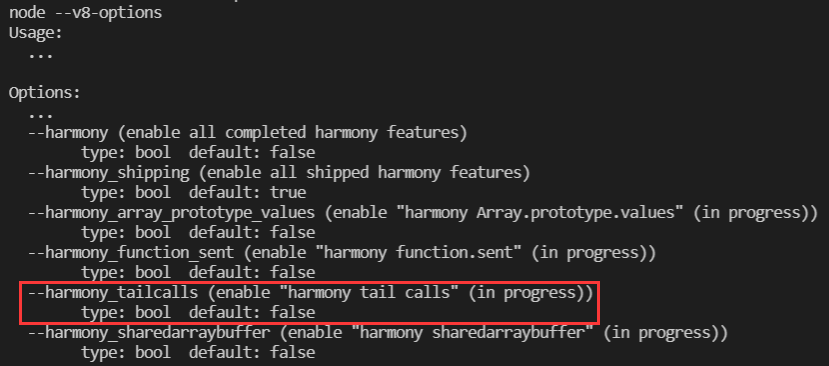 node --v8-options
Usage:
...
Options:
...
--harmony (enable all completed harmony features)
type: bool default: false
--harmony_shipping (enable all shipped harmony features)
type: bool default: true
--harmony_array_prototype_values (enable "harmony Array.prototype.values" (in progress))
type: bool default: false
--harmony_function_sent (enable "harmony function.sent" (in progress))
type: bool default: false
--harmony_tailcalls (enable "harmony tail calls" (in progress))
type: bool default: false
--harmony_sharedarraybuffer (enable "harmony sharedarraybuffer" (in progress))
type: bool default: false